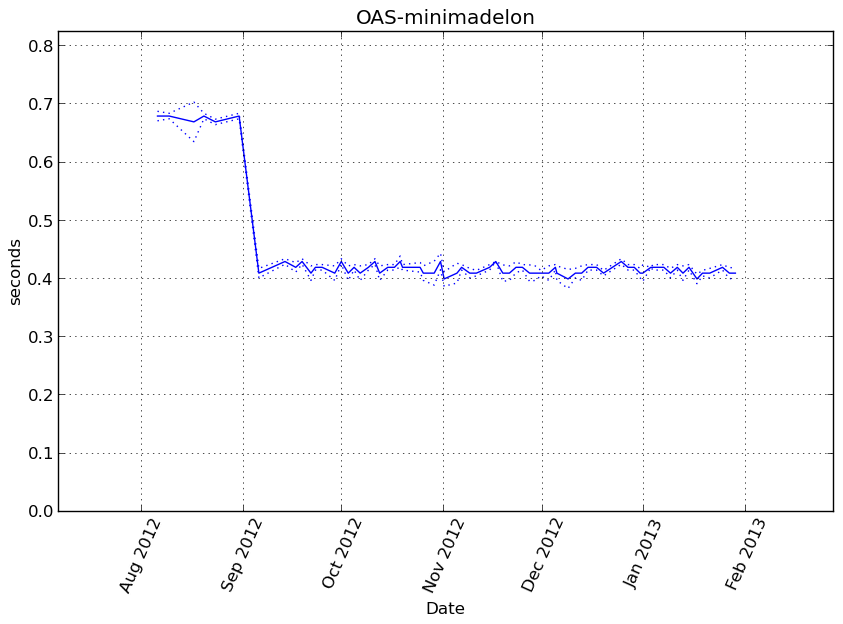 OAS-minimadelon
0.8
0.7
0.6
0.5
0.4
0.3
0.2
0.1
0.0
seconds
Aug 2012
Sep 2012
Oct 2012
Nov 2012
Dec 2012
Jan 2013
Feb 2013
Date